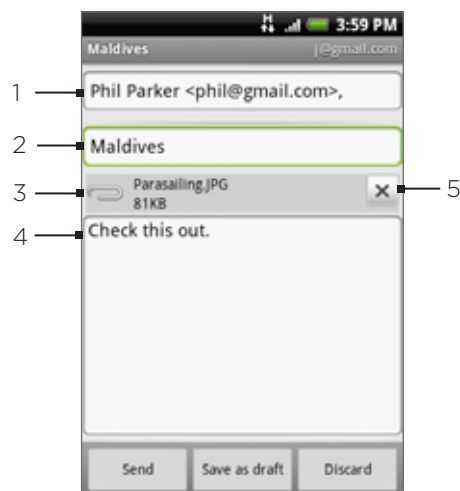 H 3:59 PM
Maldives j@gmail.com
1 Phil Parker <phil@gmail.com>,
2 Maldives
3 Parasailing.JPG 5
81KB
4 Check this out.
Send Save as draft Discard